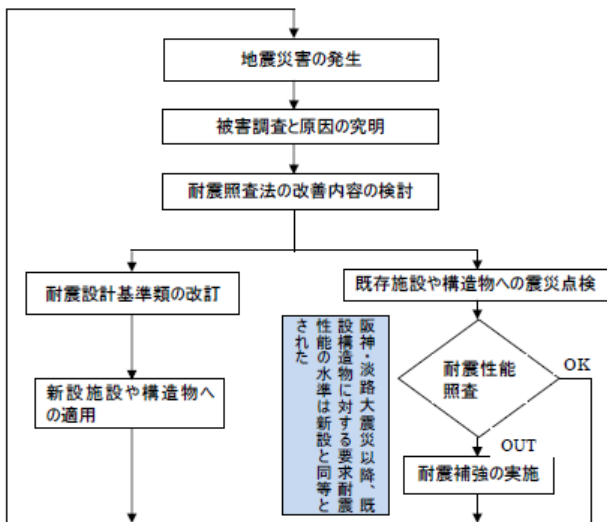 地震災害の発生
被害調査と原因の究明
耐震照査法の改善内容の検討
耐震設計基準類の改訂
既存施設や構造物への震災点検
新設施設や構造物へ
の適用
阪神・淡路大震災以降、既
設構造物に対する要求耐震
性能の水準は新設と同等と
された
耐震性能
照査
OK
OUT
耐震補強の実施